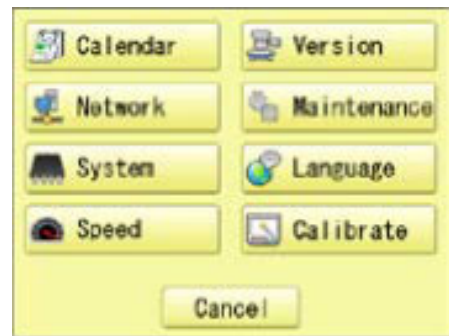 Calendar
Version
Network
Maintenance
System
Language
Speed
Calibrate
Cancel